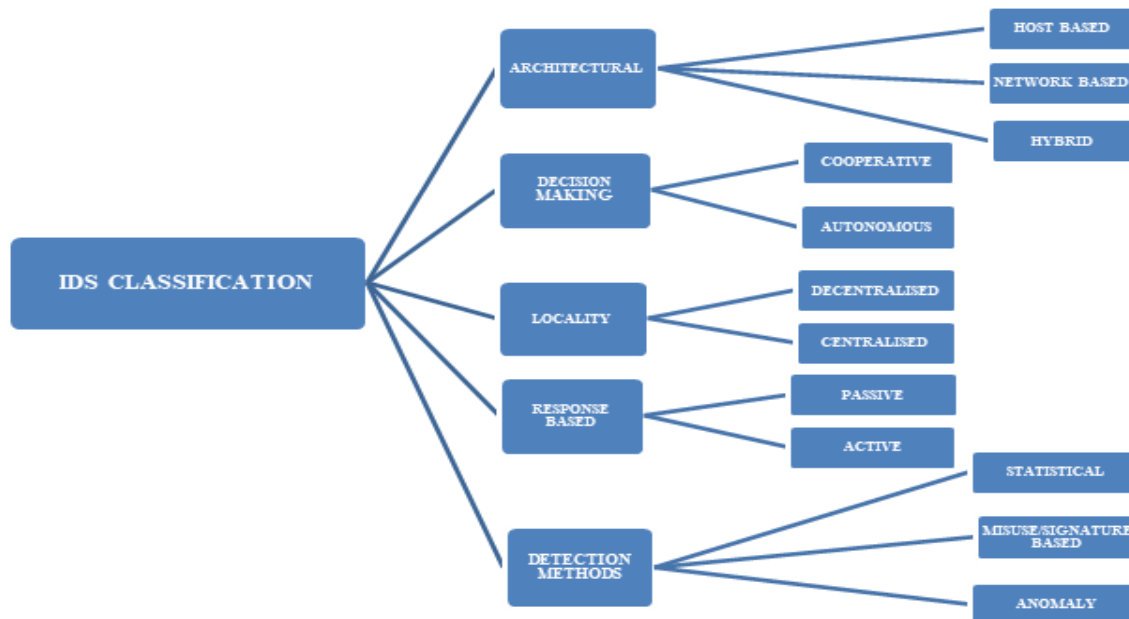 IDS CLASSIFICATION
ARCHITECTURAL
HOST BASED
NETWORK BASED
HYBRID
DECISION
MAKING
COOPERATIVE
AUTONOMOUS
LOCALITY
DECENTRALISED
CENTRALISED
RESPONSE
BASED
PASSIVE
ACTIVE
DETECTION
METHODS
STATISTICAL
MISUSE/SIGNATURE
BASED
ANOMALY